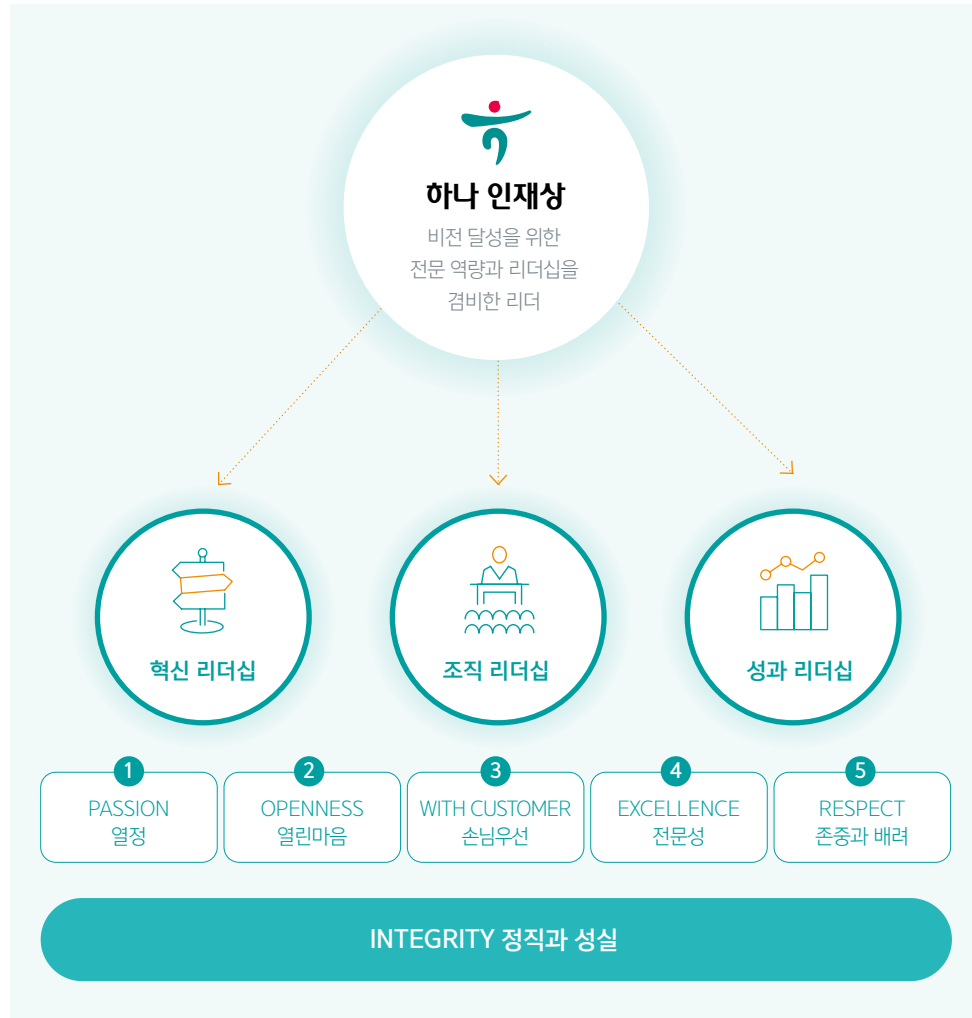 하나 인재상
비전 달성을 위한
전문 역량과 리더십을
겸비한 리더
혁신 리더십
조직 리더십
성과 리더십
1
PASSION
열정
2
OPENNESS
열린마음
3
WITH CUSTOMER
손님우선
4
EXCELLENCE
전문성
5
RESPECT
존중과 배려
INTEGRITY 정직과 성실